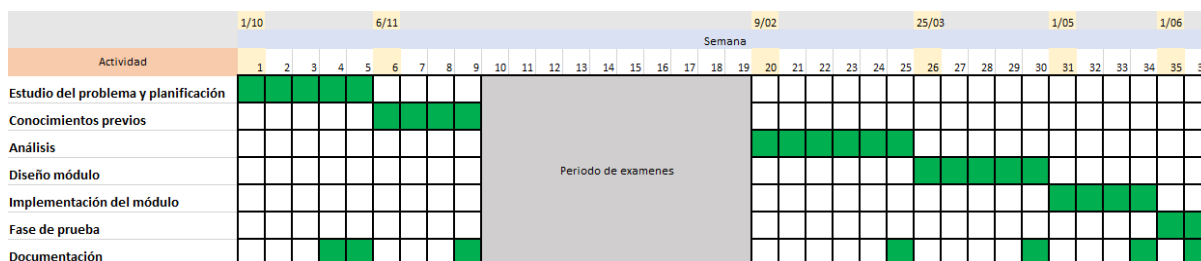 1/10 6/11 9/02 25/03 1/05 1/06
Semana
Actividad 1 2 3 4 5 6 7 8 9 10 11 12 13 14 15 16 17 18 19 20 21 22 23 24 25 26 27 28 29 30 31 32 33 34 35
Estudio del problema y planificación
Conocimientos previos
Análisis
Diseño módulo
Periodo de examenes
Implementación del módulo
Fase de prueba
Documentación